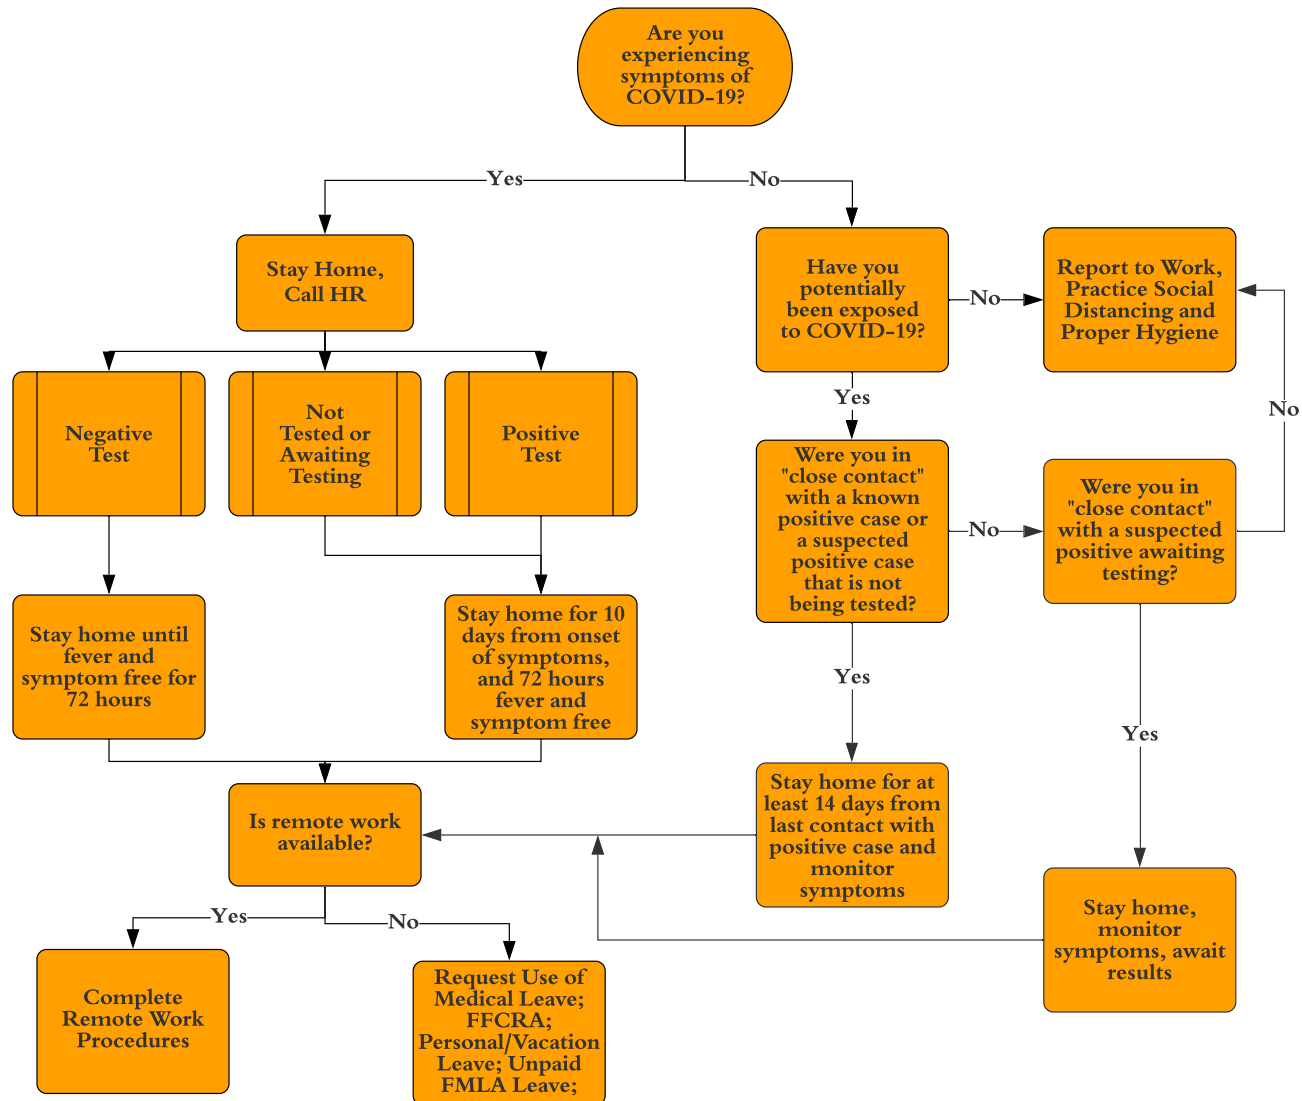 Are you
experiencing
symptoms of
COVID-19?
Yes
No
Stay Home,
Call HR
Have you
potentially
been exposed
to COVID-19?
No
Report to Work,
Practice Social
Distancing and
Proper Hygiene
Negative
Test
Not
Tested or
Awaiting
Testing
Positive
Test
Yes
No
Were you in
"close contact"
with a known
positive case or
a suspected
positive case
that is not
being tested?
No
Were you in
"close contact"
with a suspected
positive awaiting
testing?
Stay home until
fever and
symptom free for
72 hours
Stay home for 10
days from onset
of symptoms,
and 72 hours
fever and
symptom free
Yes
Yes
Is remote work
available?
Stay home for at
least 14 days from
last contact with
positive case and
monitor
symptoms
Stay home,
monitor
symptoms, await
results
Yes
No
Complete
Remote Work
Procedures
Request Use of
Medical Leave;
FFCRA;
Personal/Vacation
Leave; Unpaid
FMLA Leave;